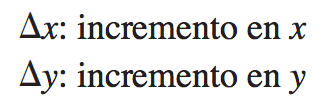 Δx: incremento en x
Δy: incremento en y